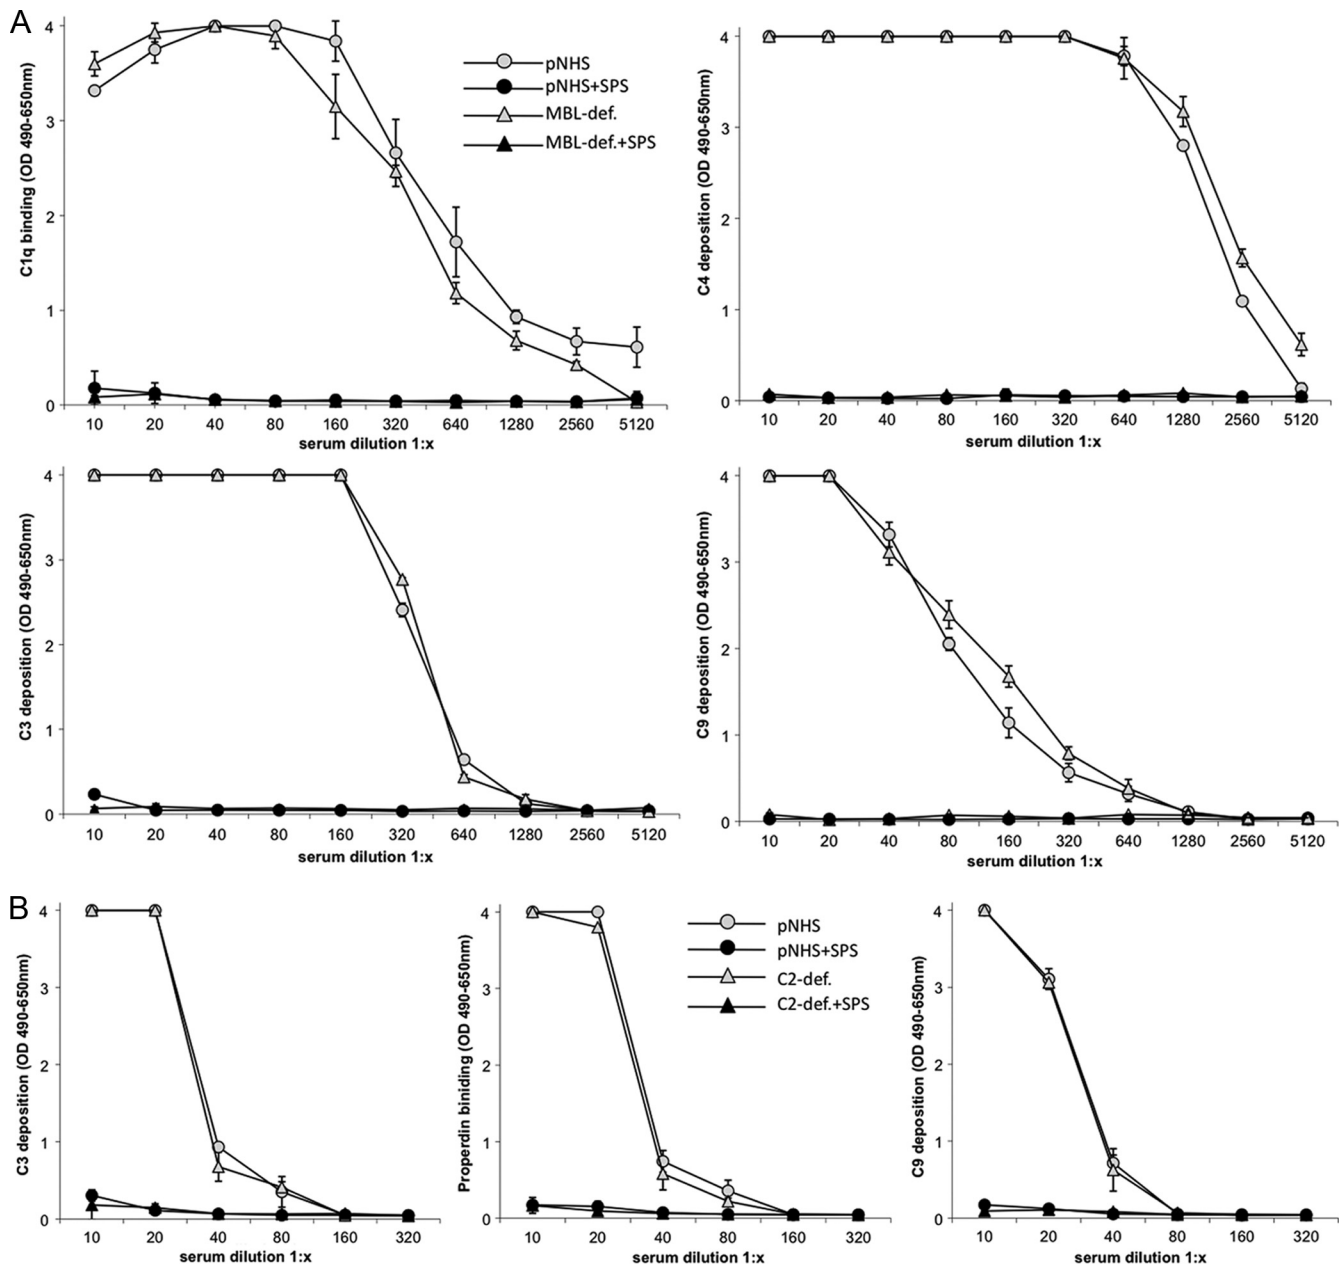 A
C1q binding (OD 490-650nm)
4
3
2
1
0
10 20 40 80 160 320 640 1280 2560 5120
serum dilution 1:x
pNHS
pNHS+SPS
MBL-def.
MBL-def.+SPS
C4 deposition (OD 490-650nm)
4
3
2
1
0
10 20 40 80 160 320 640 1280 2560 5120
serum dilution 1:x
C3 deposition (OD 490-650nm)
4
3
2
1
0
10 20 40 80 160 320 640 1280 2560 5120
serum dilution 1:x
C9 deposition (OD 490-650nm)
4
3
2
1
0
10 20 40 80 160 320 640 1280 2560 5120
serum dilution 1:x
B
C3 deposition (OD 490-650nm)
4
3
2
1
0
10 20 40 80 160 320
serum dilution 1:x
Properdin biniding (OD 490-650nm)
4
3
2
1
0
10 20 40 80 160 320
serum dilution 1:x
pNHS
pNHS+SPS
C2-def.
C2-def.+SPS
C9 deposition (OD 490-650nm)
4
3
2
1
0
10 20 40 80 160 320
serum dilution 1:x